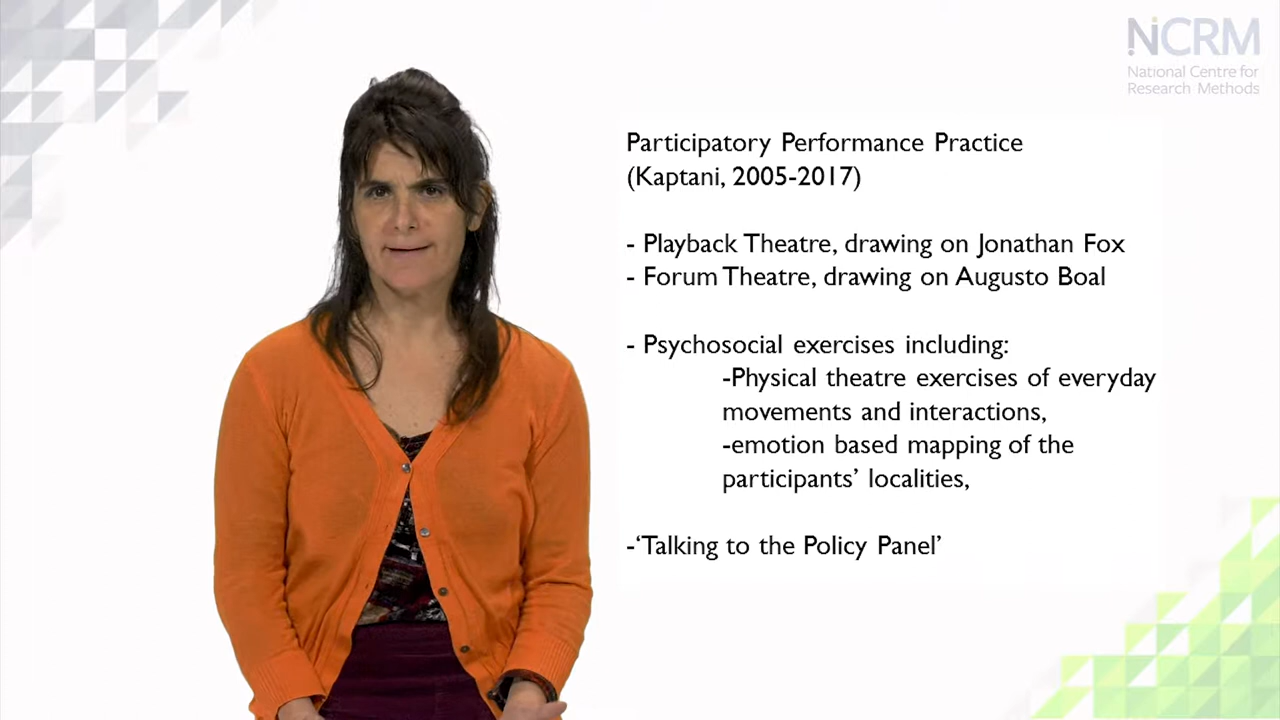 NCRM
National Centre for
Research Methods
Participatory Performance Practice
(Kaptani, 2005-2017)
- Playback Theatre, drawing on Jonathan Fox
- Forum Theatre, drawing on Augusto Boal
- Psychosocial exercises including:
-Physical theatre exercises of everyday
movements and interactions,
-emotion based mapping of the
participants’ localities,
-‘Talking to the Policy Panel’